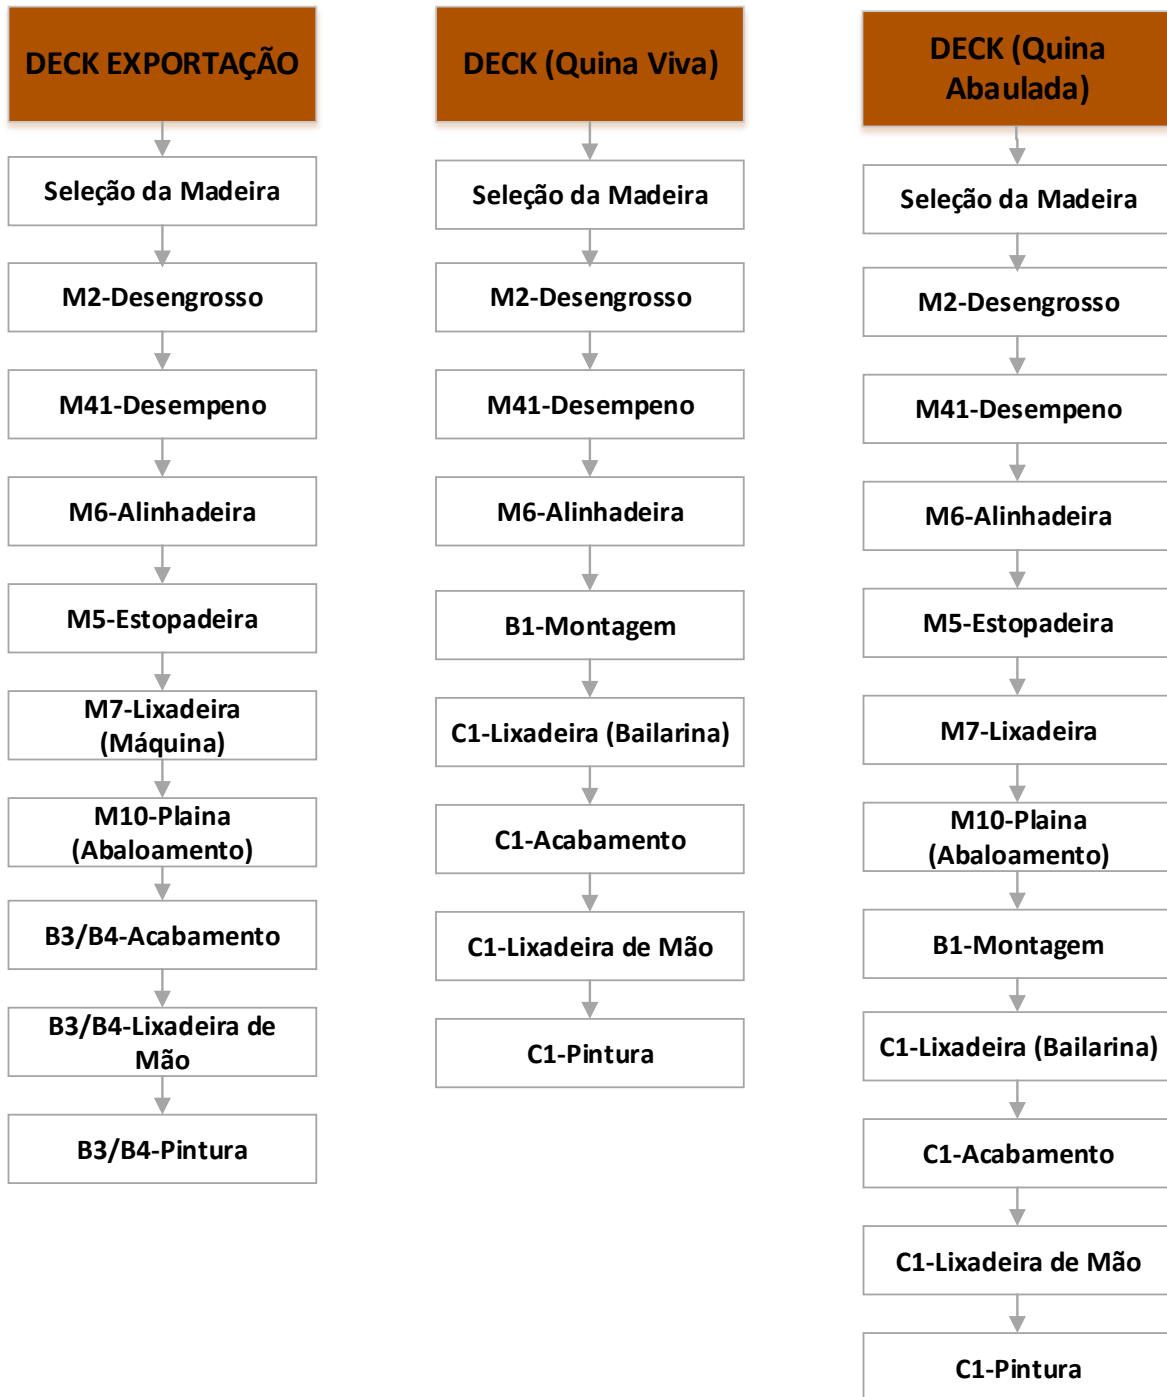 DECK EXPORTAÇÃO
Seleção da Madeira
M2-Desengrosso
M41-Desempeno
M6-Alinhadeira
M5-Estopadeira
M7-Lixadeira
(Máquina)
M10-Plaina
(Abaloamento)
B3/B4-Acabamento
B3/B4-Lixadeira de
Mão
B3/B4-Pintura
DECK (Quina Viva)
Seleção da Madeira
M2-Desengrosso
M41-Desempeno
M6-Alinhadeira
B1-Montagem
C1-Lixadeira (Bailarina)
C1-Acabamento
C1-Lixadeira de Mão
C1-Pintura
DECK (Quina
Abaulada)
Seleção da Madeira
M2-Desengrosso
M41-Desempeno
M6-Alinhadeira
M5-Estopadeira
M7-Lixadeira
M10-Plaina
(Abaloamento)
B1-Montagem
C1-Lixadeira (Bailarina)
C1-Acabamento
C1-Lixadeira de Mão
C1-Pintura